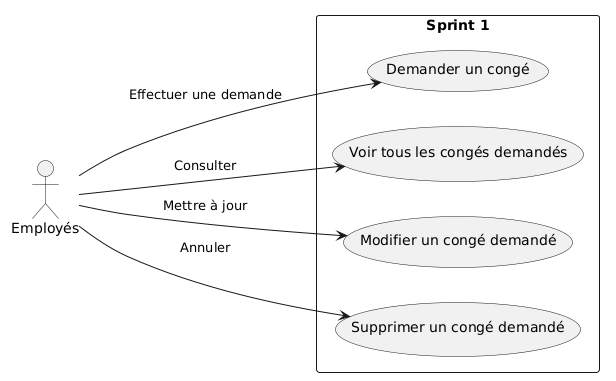 Sprint 1
Demander un congé
Effectuer une demande
Voir tous les congés demandés
Consulter
Mettre à jour
Employés
Modifier un congé demandé
Annuler
Supprimer un congé demandé